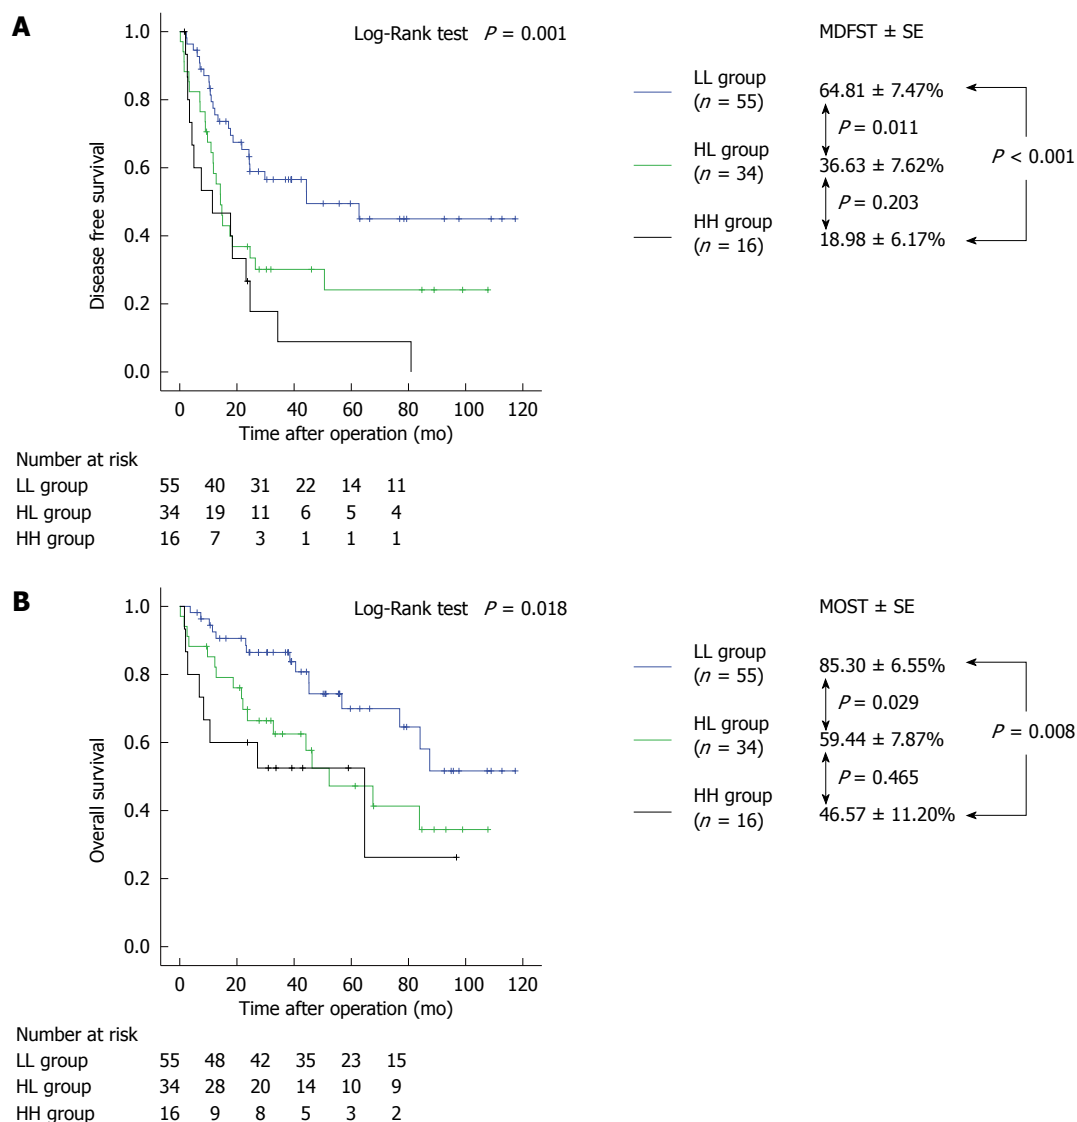 A
Log-Rank test P = 0.001
MDFST ± SE
LL group
(n = 55)
64.81 ± 7.47%
P = 0.011
HL group
(n = 34)
36.63 ± 7.62%
P < 0.001
P = 0.203
HH group
(n = 16)
18.98 ± 6.17%
Disease free survival
1.0
0.8
0.6
0.4
0.2
0.0
0 20 40 60 80 100 120
Time after operation (mo)
Number at risk
LL group 55 40 31 22 14 11
HL group 34 19 11 6 5 4
HH group 16 7 3 1 1 1
B
Log-Rank test P = 0.018
MOST ± SE
LL group
(n = 55)
85.30 ± 6.55%
P = 0.029
HL group
(n = 34)
59.44 ± 7.87%
P = 0.008
P = 0.465
HH group
(n = 16)
46.57 ± 11.20%
Overall survival
1.0
0.8
0.6
0.4
0.2
0.0
0 20 40 60 80 100 120
Time after operation (mo)
Number at risk
LL group 55 48 42 35 23 15
HL group 34 28 20 14 10 9
HH group 16 9 8 5 3 2